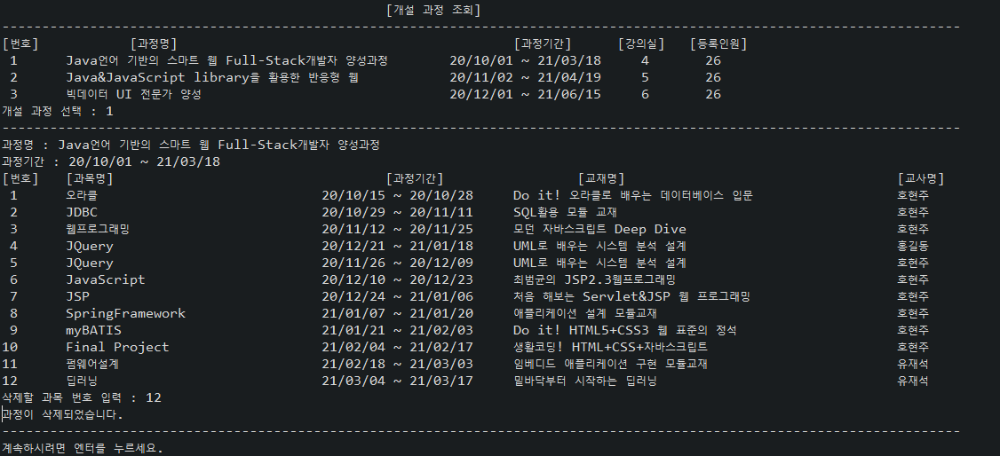 [개설 과정 조회]
------------------------------------------------------------------------------------------------------------------------
[번호] [과정명] [과정기간] [강의실] [등록인원]
1 Java언어 기반의 스마트 웹 Full-Stack개발자 양성과정 20/10/01 ~ 21/03/18 4 26
2 Java&JavaScript library을 활용한 반응형 웹 20/11/02 ~ 21/04/19 5 26
3 빅데이터 UI 전문가 양성 20/12/01 ~ 21/06/15 6 26
개설 과정 선택 : 1
------------------------------------------------------------------------------------------------------------------------
과정명 : Java언어 기반의 스마트 웹 Full-Stack개발자 양성과정
과정기간 : 20/10/01 ~ 21/03/18
[번호] [과목명] [과정기간] [교재명] [교사명]
1 오라클 20/10/15 ~ 20/10/28 Do it! 오라클로 배우는 데이터베이스 입문 호현주
2 JDBC 20/10/29 ~ 20/11/11 SQL활용 모듈 교재 호현주
3 웹프로그래밍 20/11/12 ~ 20/11/25 모던 자바스크립트 Deep Dive 호현주
4 JQuery 20/12/21 ~ 21/01/18 UML로 배우는 시스템 분석 설계 홍길동
5 JQuery 20/11/26 ~ 20/12/09 UML로 배우는 시스템 분석 설계 호현주
6 JavaScript 20/12/10 ~ 20/12/23 최범균의 JSP2.3웹프로그래밍 호현주
7 JSP 20/12/24 ~ 21/01/06 처음 해보는 Servlet&JSP 웹 프로그래밍 호현주
8 SpringFramework 21/01/07 ~ 21/01/20 애플리케이션 설계 모듈교재 호현주
9 myBATIS 21/01/21 ~ 21/02/03 Do it! HTML5+CSS3 웹 표준의 정석 호현주
10 Final Project 21/02/04 ~ 21/02/17 생활코딩! HTML+CSS+자바스크립트 호현주
11 펌웨어설계 21/02/18 ~ 21/03/03 임베디드 애플리케이션 구현 모듈교재 유재석
12 딥러닝 21/03/04 ~ 21/03/17 밑바닥부터 시작하는 딥러닝 유재석
삭제할 과목 번호 입력 : 12
과정이 삭제되었습니다.
------------------------------------------------------------------------------------------------------------------------
계속하시려면 엔터를 누르세요.